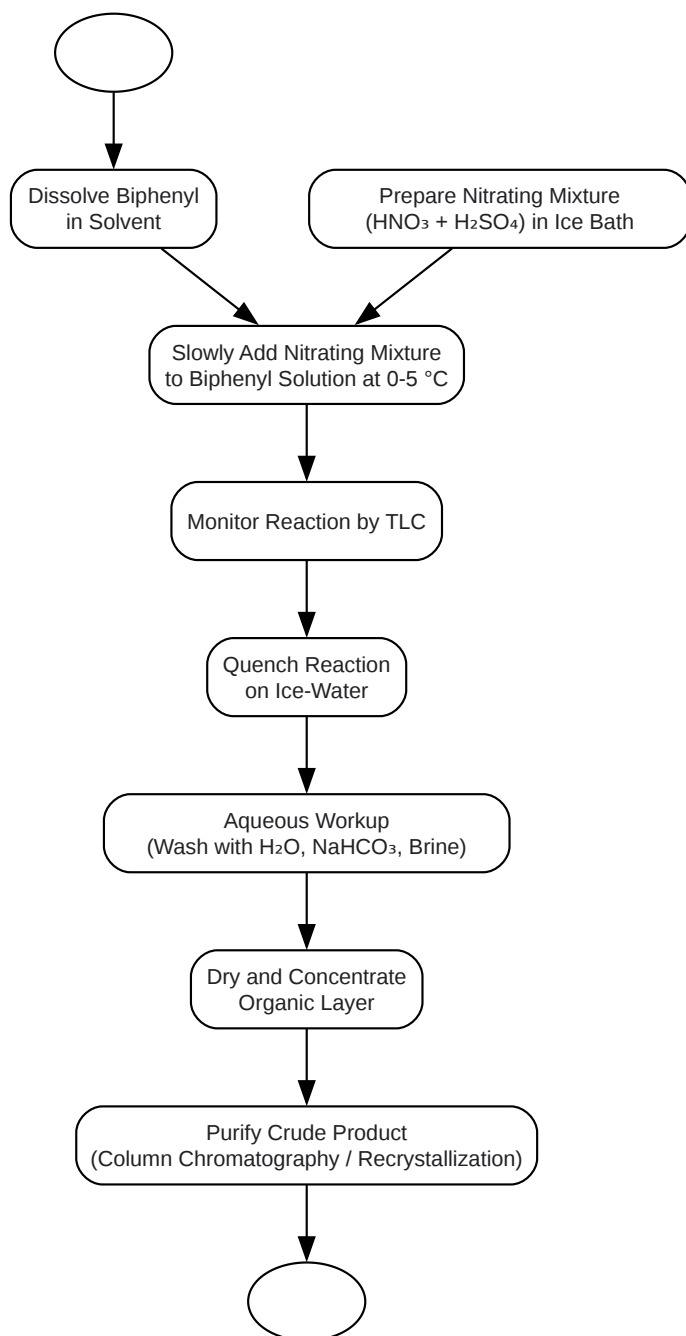 Dissolve Biphenyl
in Solvent
Prepare Nitrating Mixture
(HNO₃ + H₂SO₄) in Ice Bath
Slowly Add Nitrating Mixture
to Biphenyl Solution at 0-5 °C
Monitor Reaction by TLC
Quench Reaction
on Ice-Water
Aqueous Workup
(Wash with H₂O, NaHCO₃, Brine)
Dry and Concentrate
Organic Layer
Purify Crude Product
(Column Chromatography / Recrystallization)